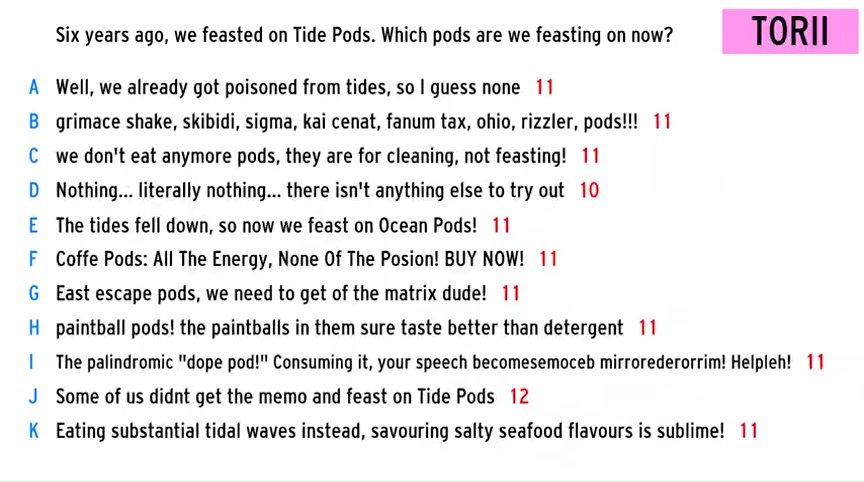 Six years ago, we feasted on Tide Pods. Which pods are we feasting on now?
TORII
A Well, we already got poisoned from tides, so I guess none 11
B grimace shake, skibidi, sigma, kai cenat, fanum tax, ohio, rizzler, pods!!! 11
C we don't eat anymore pods, they are for cleaning, not feasting! 11
D Nothing... literally nothing... there isn't anything else to try out 10
E The tides fell down, so now we feast on Ocean Pods! 11
F Coffe Pods: All The Energy, None Of The Posion! BUY NOW! 11
G East escape pods, we need to get of the matrix dude! 11
H paintball pods! the paintballs in them sure taste better than detergent 11
I The palindromic "dope pod!" Consuming it, your speech becomesemoceb mirrorederorrim! Helpleh! 11
J Some of us didnt get the memo and feast on Tide Pods 12
K Eating substantial tidal waves instead, savouring salty seafood flavours is sublime! 11